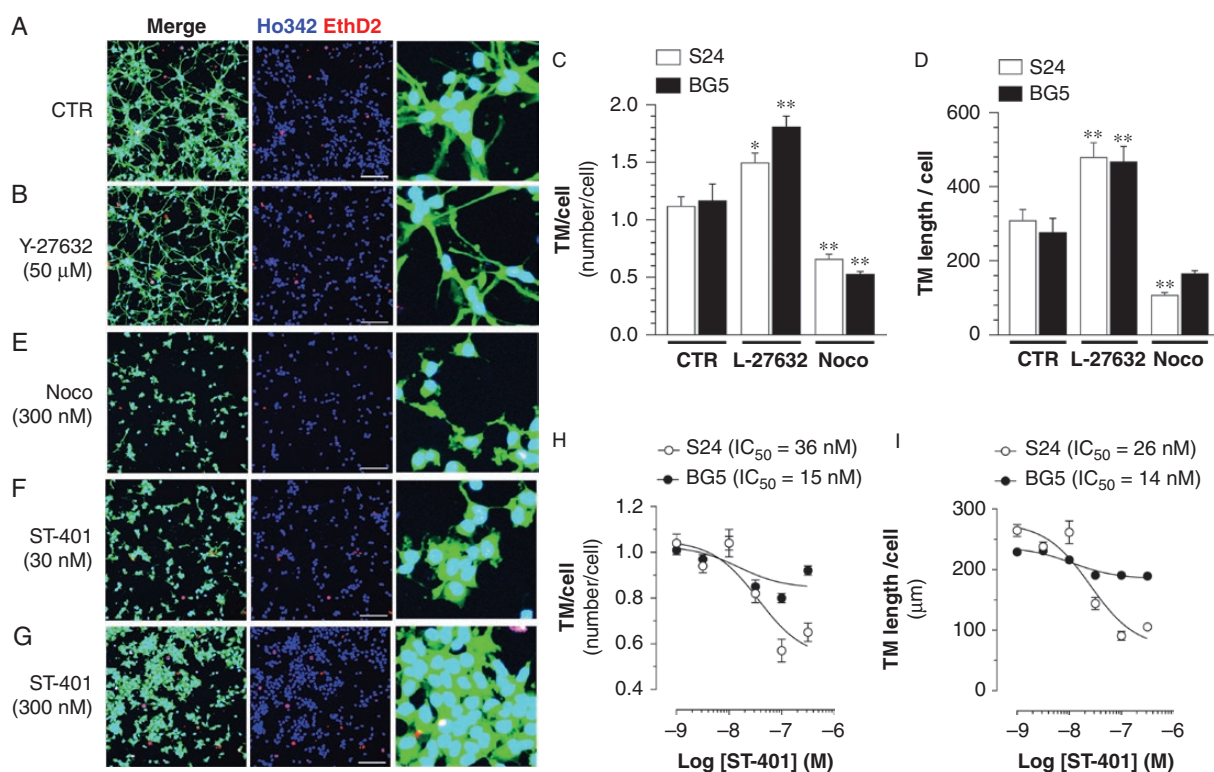 A
Merge
Ho342 EthD2
CTR
B
Y-27632
(50 μM)
E
Noco
(300 nM)
F
ST-401
(30 nM)
G
ST-401
(300 nM)
C
S24
BG5
TM/cell
(number/cell)
2.0
1.5
1.0
0.5
0.0
*
**
**
**
CTR
L-27632
Noco
D
S24
BG5
TM length / cell
600
400
200
0
**
**
**
CTR
L-27632
Noco
H
S24 (IC50 = 36 nM)
BG5 (IC50 = 15 nM)
TM/cell
(number/cell)
1.2
1.0
0.8
0.6
0.4
–9
–8
–7
–6
Log [ST-401] (M)
I
S24 (IC50 = 26 nM)
BG5 (IC50 = 14 nM)
TM length /cell
(μm)
300
200
100
0
–9
–8
–7
–6
Log [ST-401] (M)